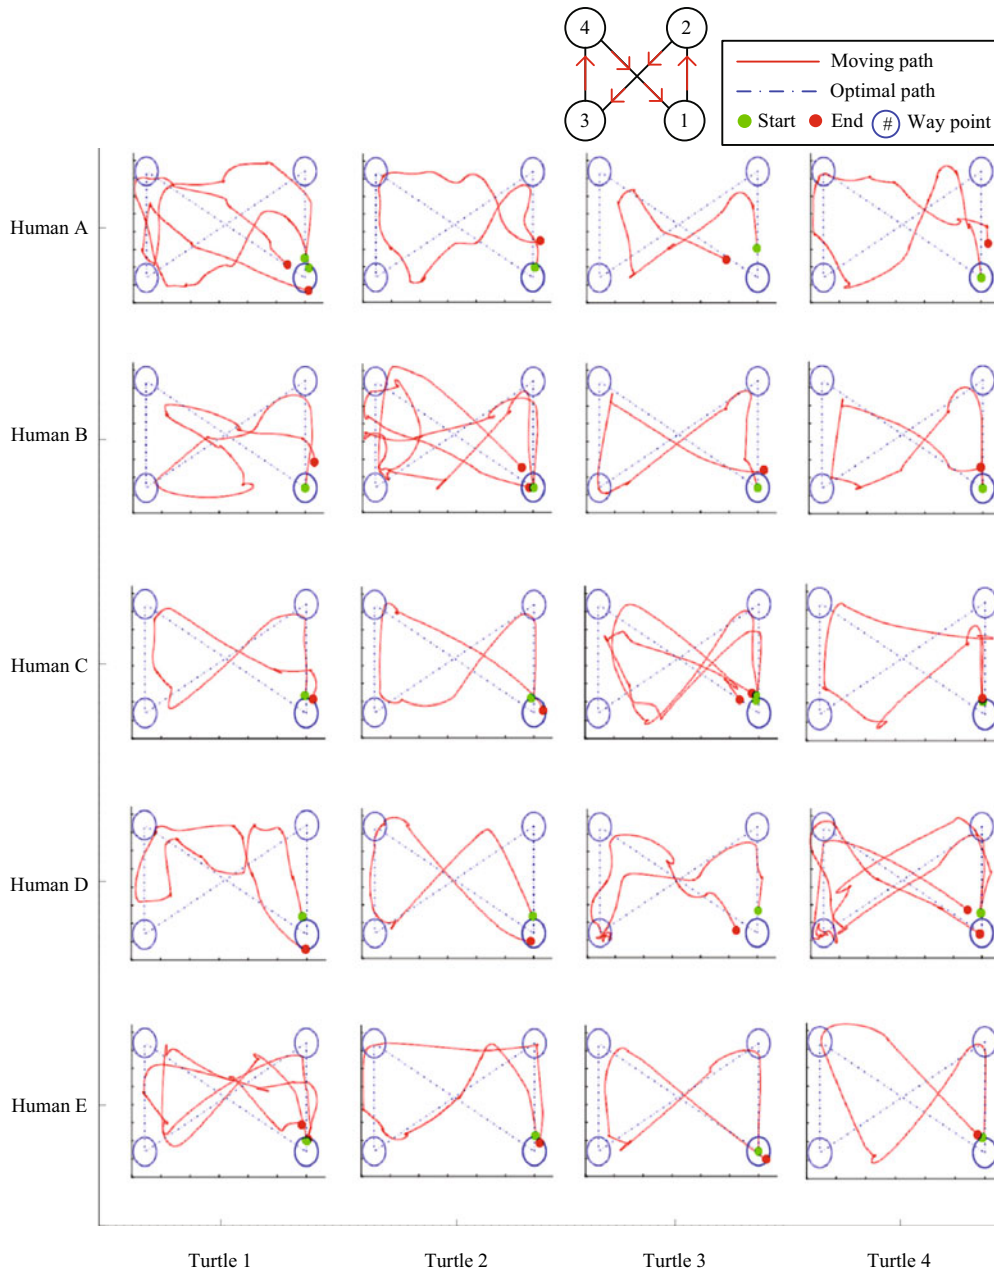 4 2
3 1
Moving path
Optimal path
Start End # Way point
Human A
Human B
Human C
Human D
Human E
Turtle 1 Turtle 2 Turtle 3 Turtle 4